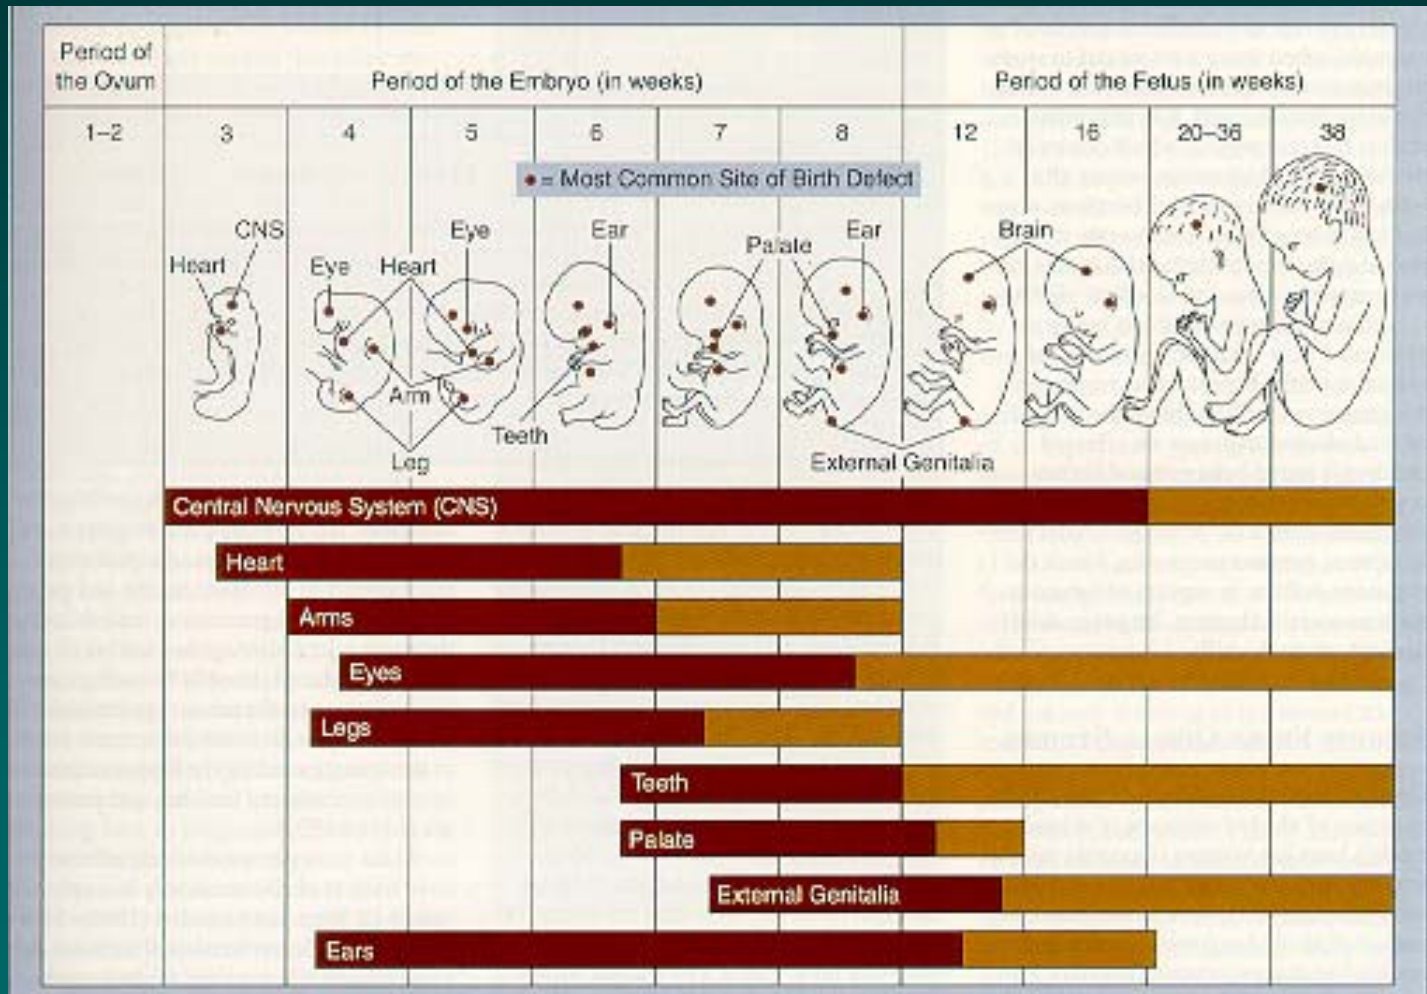 Period of
the Ovum
Period of the Embryo (in weeks)
Period of the Fetus (in weeks)
1–2
3
4
5
6
7
8
12
16
20–36
38
= Most Common Site of Birth Defect
CNS
Heart
Eye
Heart
Eye
Ear
Palate
Ear
Brain
Arm
Teeth
Leg
External Genitalia
Central Nervous System (CNS)
Heart
Arms
Eyes
Legs
Teeth
Palate
External Genitalia
Ears